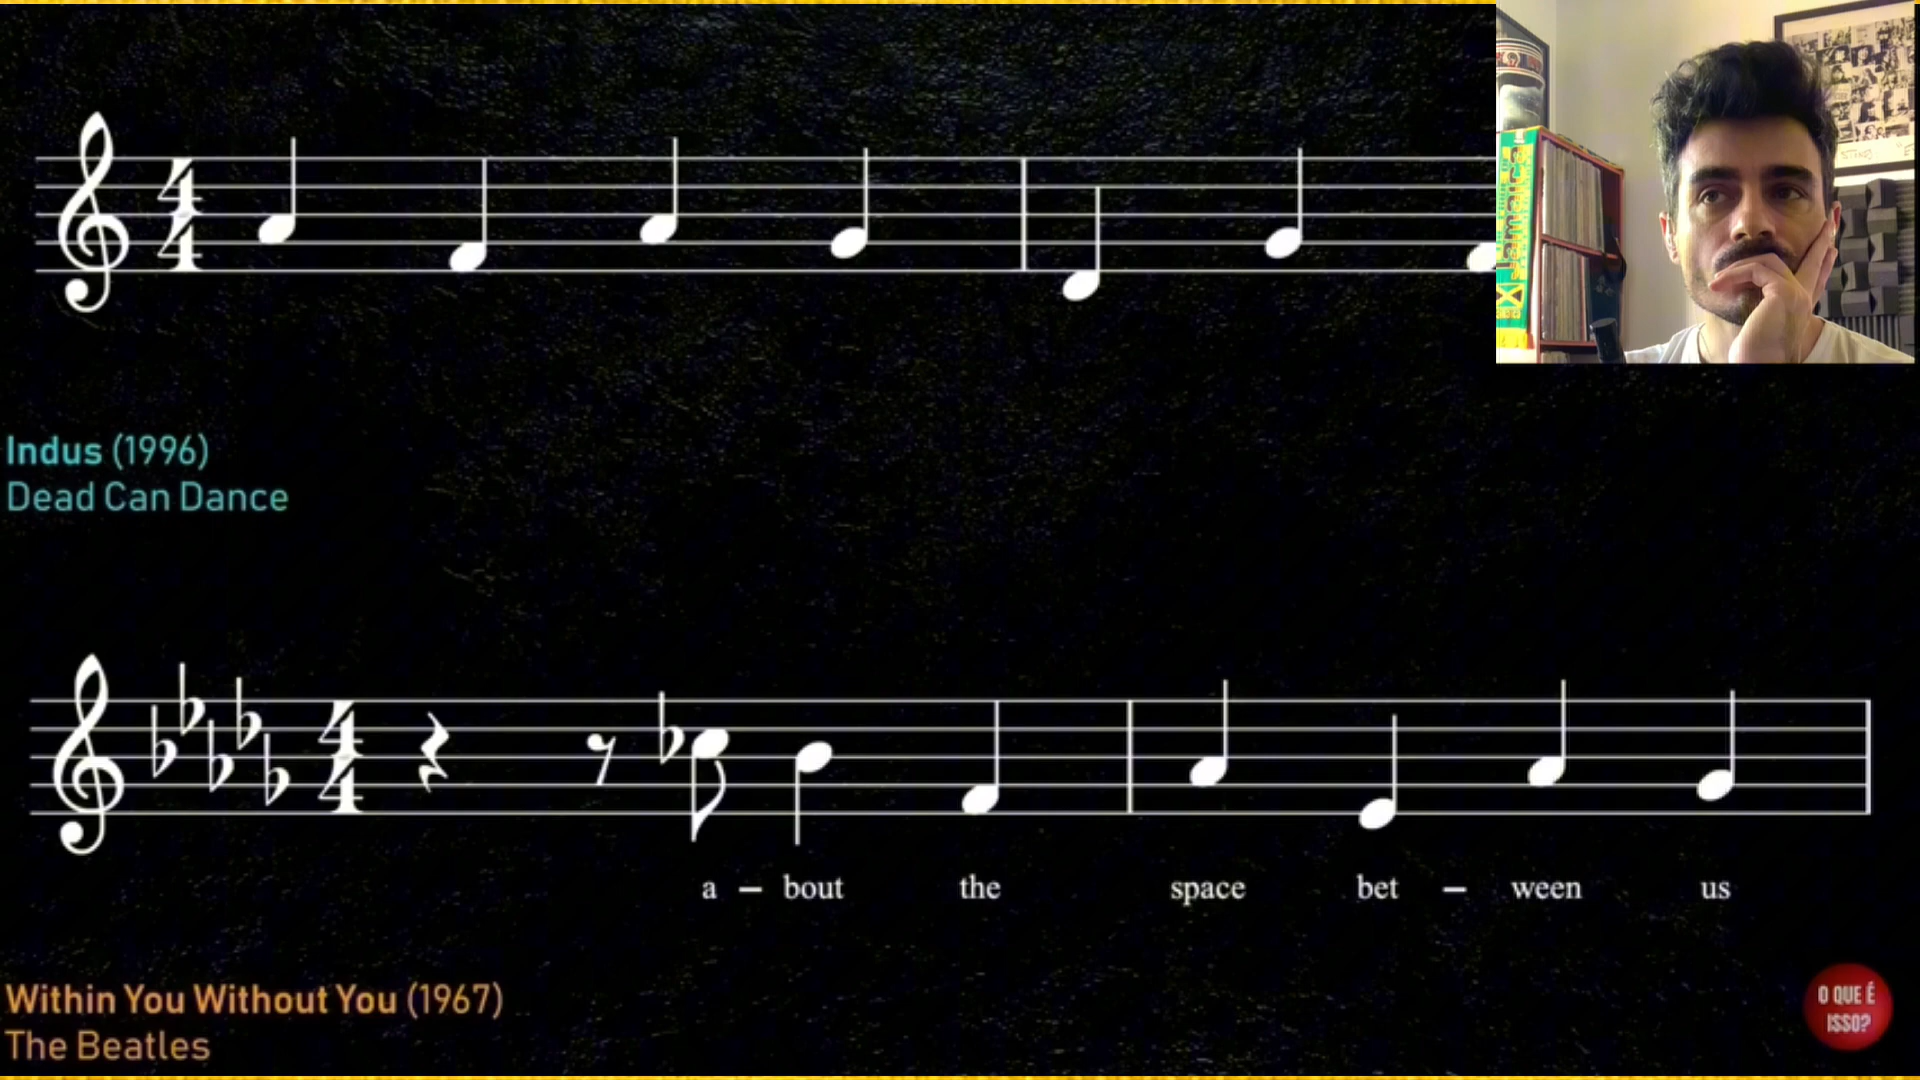 Indus (1996)
Dead Can Dance
a – bout the space bet – ween us
Within You Without You (1967)
The Beatles
O QUE É
ISSO?